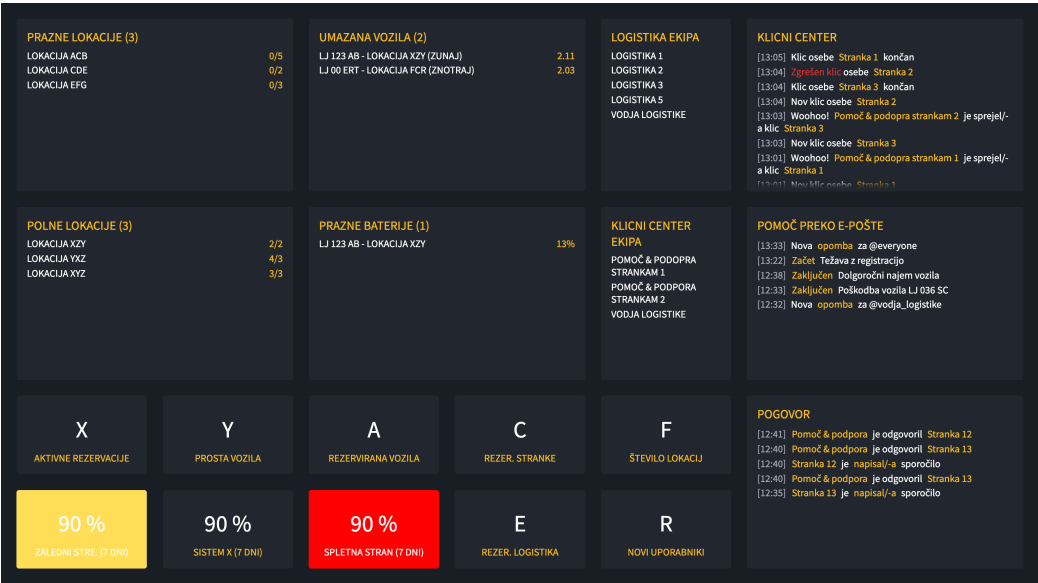 PRAZNE LOKACIJE (3)
LOKACIJA ACB 0/5
LOKACIJA CDE 0/2
LOKACIJA EFG 0/3
UMAZANA VOZILA (2)
LJ 123 AB - LOKACIJA XZY (ZUNAJ) 2.11
LJ 00 ERT - LOKACIJA FCR (ZNOTRAJ) 2.03
LOGISTIKA EKIPA
LOGISTIKA 1
LOGISTIKA 2
LOGISTIKA 3
LOGISTIKA 5
VODJA LOGISTIKE
KLICNI CENTER
[13:05] Klic osebe Stranka 1 končan
[13:04] Zgrešen klic osebe Stranka 2
[13:04] Klic osebe Stranka 3 končan
[13:04] Nov klic osebe Stranka 2
[13:03] Woohoo! Pomoč & podopra strankam 2 je sprejel/-
a klic Stranka 3
[13:03] Nov klic osebe Stranka 3
[13:01] Woohoo! Pomoč & podopra strankam 1 je sprejel/-
a klic Stranka 1
[13:01] Nov klic osebe Stranka 1
POLNE LOKACIJE (3)
LOKACIJA XZY 2/2
LOKACIJA YXZ 4/3
LOKACIJA XYZ 3/3
PRAZNE BATERIJE (1)
LJ 123 AB - LOKACIJA XZY 13%
KLICNI CENTER
EKIPA
POMOČ & PODOPRA
STRANKAM 1
POMOČ & PODPORA
STRANKAM 2
VODJA LOGISTIKE
POMOČ PREKO E-POŠTE
[13:33] Nova opomba za @everyone
[13:22] Začet Težava z registracijo
[12:38] Zaključen Dolgoročni najem vozila
[12:33] Zaključen Poškodba vozila LJ 036 SC
[12:32] Nova opomba za @vodja_logistike
X
AKTIVNE REZERVACIJE
Y
PROSTA VOZILA
A
REZERVIRANA VOZILA
C
REZER. STRANKE
F
ŠTEVILO LOKACIJ
POGOVOR
[12:41] Pomoč & podpora je odgovoril Stranka 12
[12:40] Pomoč & podpora je odgovoril Stranka 13
[12:40] Stranka 12 je napisal/-a sporočilo
[12:40] Pomoč & podpora je odgovoril Stranka 13
[12:35] Stranka 13 je napisal/-a sporočilo
90 %
ZALEDNI STRE. (7 DNI)
90 %
SISTEM X (7 DNI)
90 %
SPLETNA STRAN (7 DNI)
E
REZER. LOGISTIKA
R
NOVI UPORABNIKI